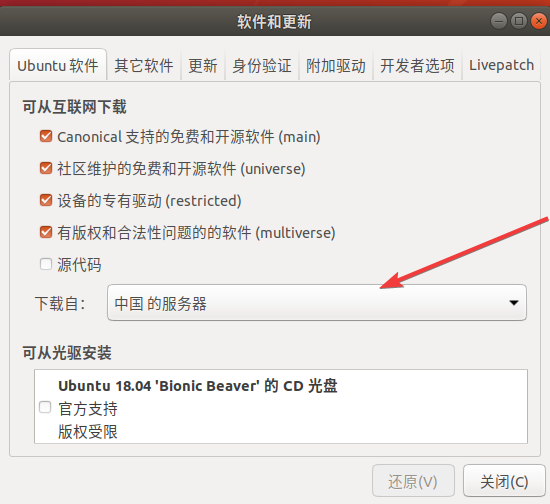 软件和更新
Ubuntu 软件 其它软件 更新 身份验证 附加驱动 开发者选项 Livepatch
可从互联网下载
Canonical 支持的免费和开源软件 (main)
社区维护的免费和开源软件 (universe)
设备的专有驱动 (restricted)
有版权和合法性问题的的软件 (multiverse)
源代码
下载自： 中国 的服务器
可从光驱安装
Ubuntu 18.04 'Bionic Beaver' 的 CD 光盘
官方支持
版权受限
还原(V) 关闭(C)